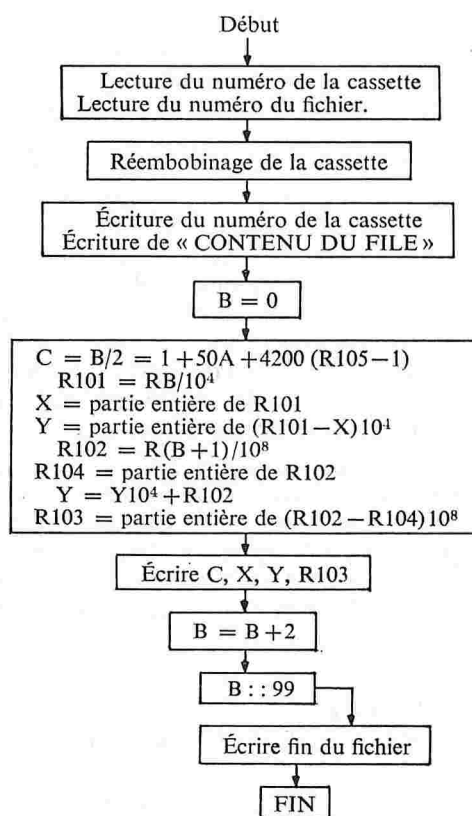 Début
Lecture du numéro de la cassette
Lecture du numéro du fichier.
Réembobinage de la cassette
Écriture du numéro de la cassette
Écriture de « CONTENU DU FILE »
B = 0
C = B/2 = 1+50A+4200 (R105−1)
R101 = RB/10⁴
X = partie entière de R101
Y = partie entière de (R101−X)10⁴
R102 = R(B+1)/10⁸
R104 = partie entière de R102
Y = Y10⁴+R102
R103 = partie entière de (R102−R104)10⁸
Écrire C, X, Y, R103
B = B+2
B : : 99
Écrire fin du fichier
FIN